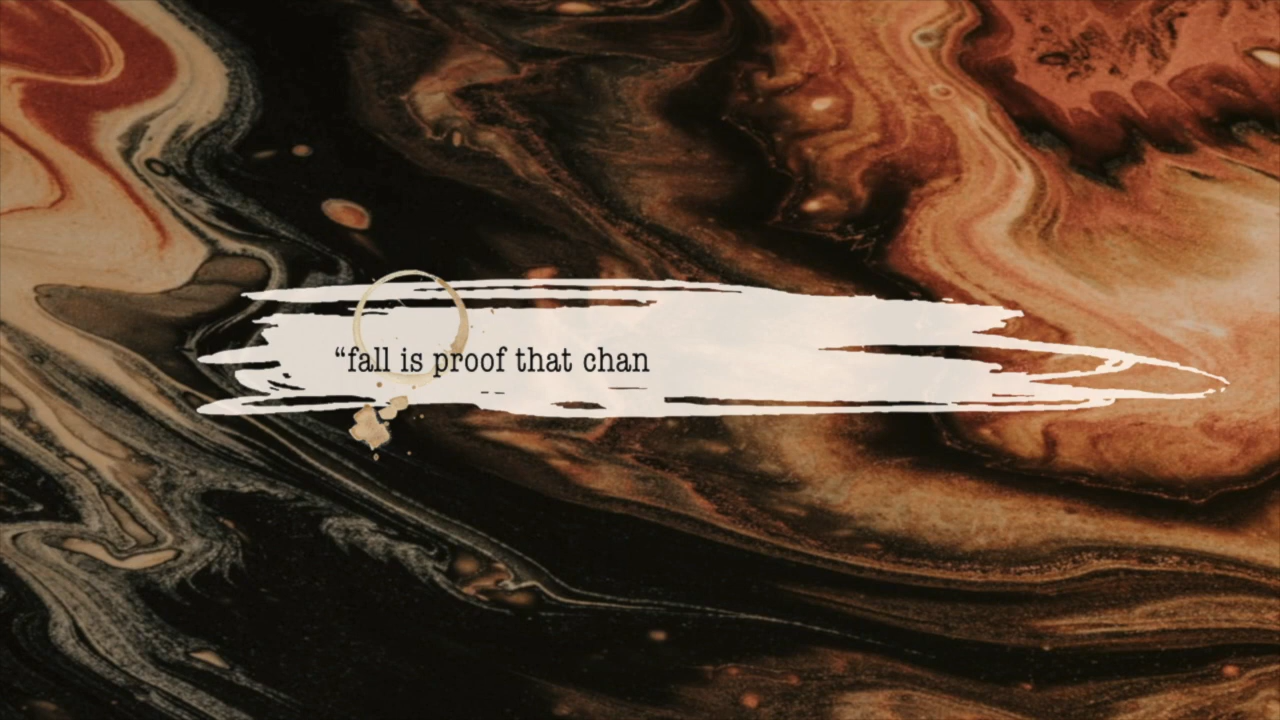 “fall is proof that chan